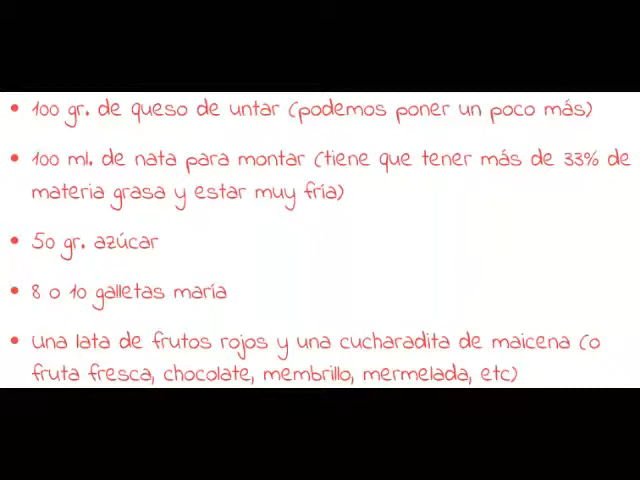 • 100 gr. de queso de untar (podemos poner un poco más)
• 100 ml. de nata para montar (tiene que tener más de 33% de
materia grasa y estar muy fría)
• 50 gr. azúcar
• 8 o 10 galletas maría
• una lata de frutos rojos y una cucharadita de maicena (o
fruta fresca, chocolate, membrillo, mermelada, etc)